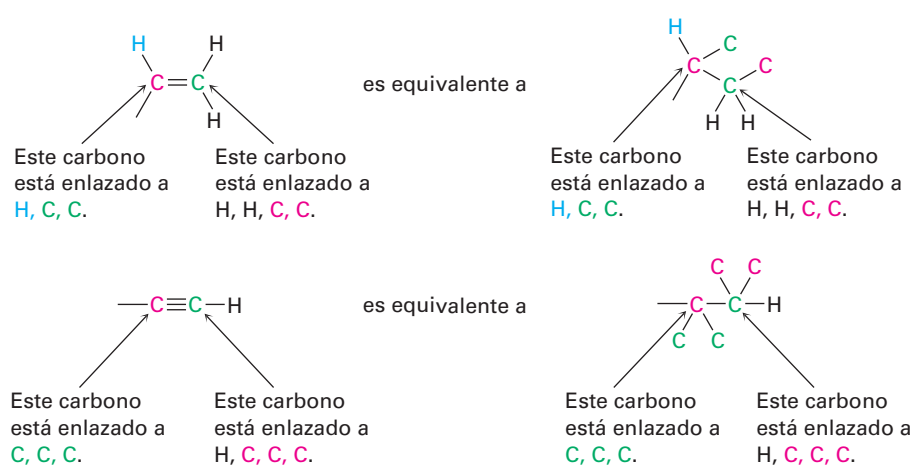 H H
C=C
H
es equivalente a
H C
C C
C
H H
Este carbono
está enlazado a
H, C, C.
Este carbono
está enlazado a
H, H, C, C.
Este carbono
está enlazado a
H, C, C.
Este carbono
está enlazado a
H, H, C, C.
C≡C—H
es equivalente a
C C
C—C—H
C C
Este carbono
está enlazado a
C, C, C.
Este carbono
está enlazado a
H, C, C, C.
Este carbono
está enlazado a
C, C, C.
Este carbono
está enlazado a
H, C, C, C.